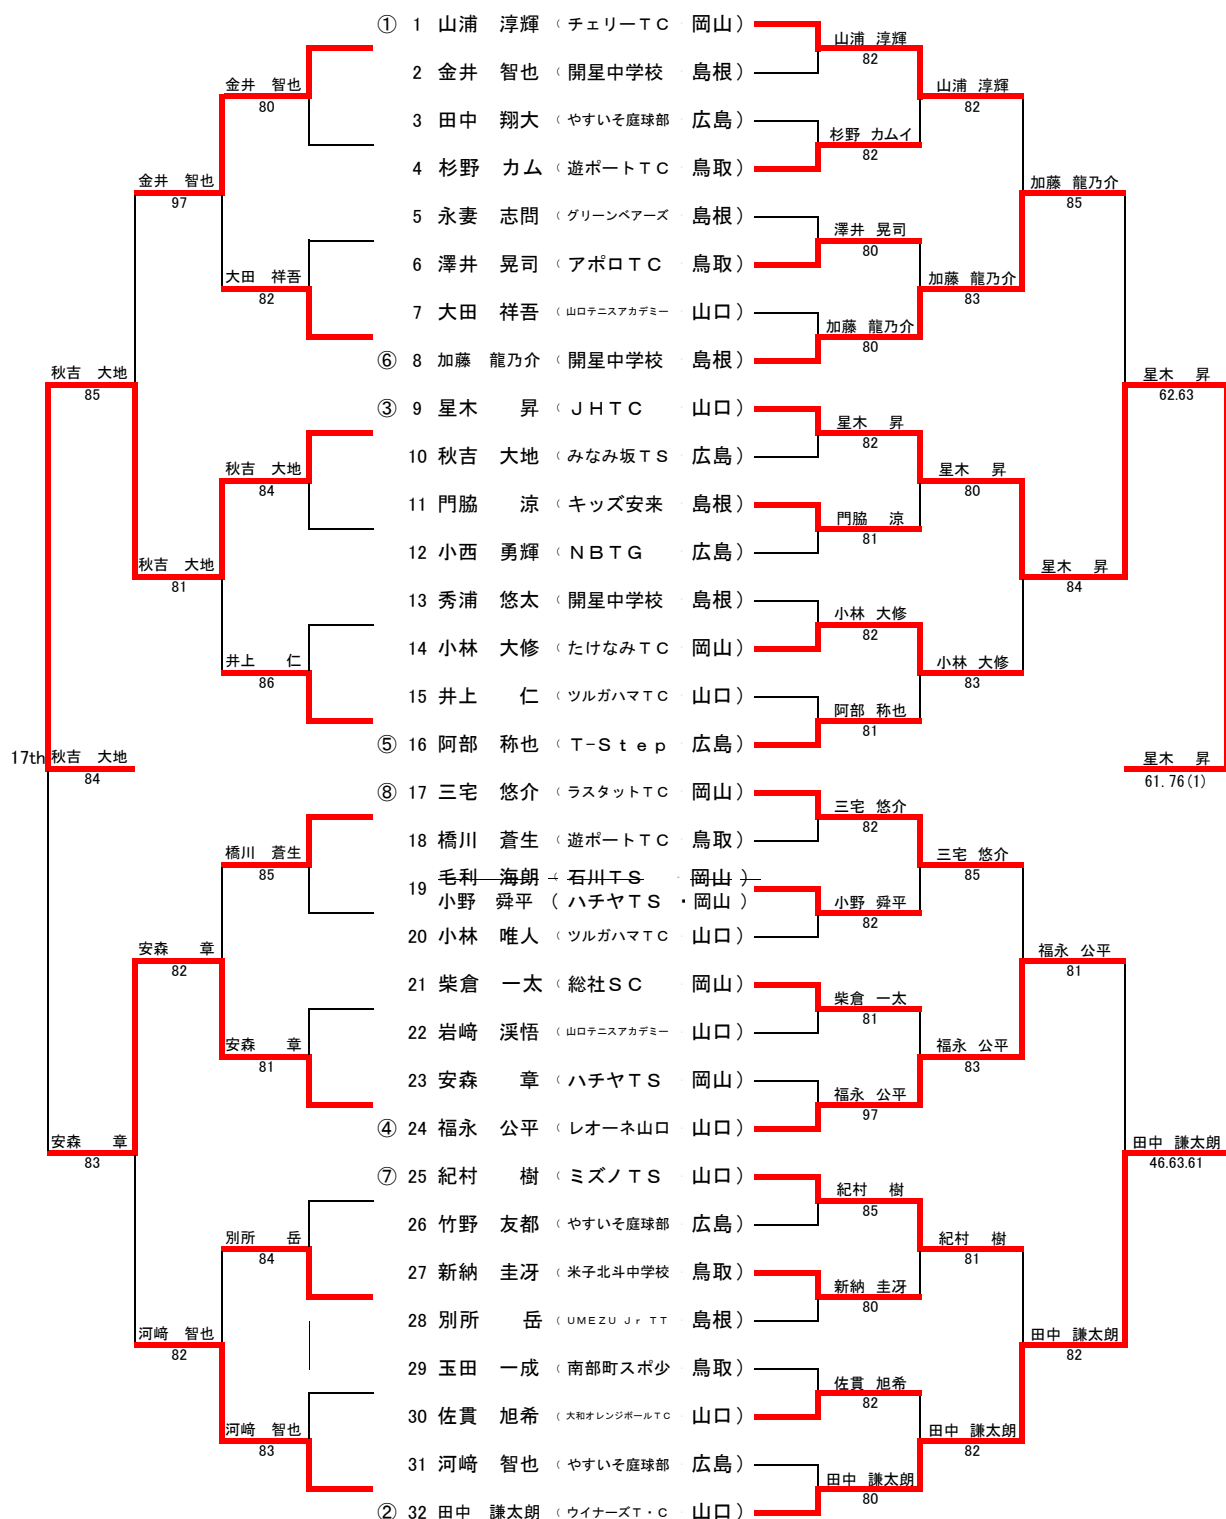 ① 1 山浦 淳輝 (チェリーTC 岡山)
2 金井 智也 (開星中学校 島根)
3 田中 翔大 (やすいそ庭球部 広島)
4 杉野 カム (遊ポートTC 鳥取)
5 永妻 志問 (グリーンベアーズ 島根)
6 澤井 晃司 (アポロTC 鳥取)
7 大田 祥吾 (山口テニスアカデミー 山口)
⑥ 8 加藤 龍乃介 (開星中学校 島根)
③ 9 星木 昇 (JHTC 山口)
10 秋吉 大地 (みなみ坂TS 広島)
11 門脇 涼 (キッズ安来 島根)
12 小西 勇輝 (NBTG 広島)
13 秀浦 悠太 (開星中学校 島根)
14 小林 大修 (たけなみTC 岡山)
15 井上 仁 (ツルガハマTC 山口)
⑤ 16 阿部 称也 (T-Step 広島)
⑧ 17 三宅 悠介 (ラスタットTC 岡山)
18 橋川 蒼生 (遊ポートTC 鳥取)
19 毛利 海朗 (石川TS 岡山)
小野 舜平 (ハチヤTS ・岡山)
20 小林 唯人 (ツルガハマTC 山口)
21 柴倉 一太 (総社SC 岡山)
22 岩﨑 渓悟 (山口テニスアカデミー 山口)
23 安森 章 (ハチヤTS 岡山)
④ 24 福永 公平 (レオーネ山口 山口)
⑦ 25 紀村 樹 (ミズノTS 山口)
26 竹野 友都 (やすいそ庭球部 広島)
27 新納 圭冴 (米子北斗中学校 鳥取)
28 別所 岳 (UMEZU Jr TT 島根)
29 玉田 一成 (南部町スポ少 鳥取)
30 佐貫 旭希 (大和オレンジボールTC 山口)
31 河﨑 智也 (やすいそ庭球部 広島)
② 32 田中 謙太朗 (ウイナーズT・C 山口)
金井 智也
80
大田 祥吾
82
秋吉 大地
84
井上 仁
86
橋川 蒼生
85
安森 章
81
別所 岳
84
河﨑 智也
83
金井 智也
97
秋吉 大地
81
安森 章
82
河﨑 智也
82
秋吉 大地
85
安森 章
83
17th 秋吉 大地
84
山浦 淳輝
82
杉野 カムイ
82
澤井 晃司
80
加藤 龍乃介
80
星木 昇
82
門脇 涼
81
小林 大修
82
阿部 称也
81
三宅 悠介
82
小野 舜平
82
柴倉 一太
81
福永 公平
97
紀村 樹
85
新納 圭冴
80
佐貫 旭希
82
田中 謙太朗
80
山浦 淳輝
82
加藤 龍乃介
83
星木 昇
80
小林 大修
83
三宅 悠介
85
福永 公平
83
紀村 樹
81
田中 謙太朗
82
加藤 龍乃介
85
星木 昇
84
福永 公平
81
田中 謙太朗
82
星木 昇
62.63
田中 謙太朗
46.63.61
星木 昇
61.76(1)